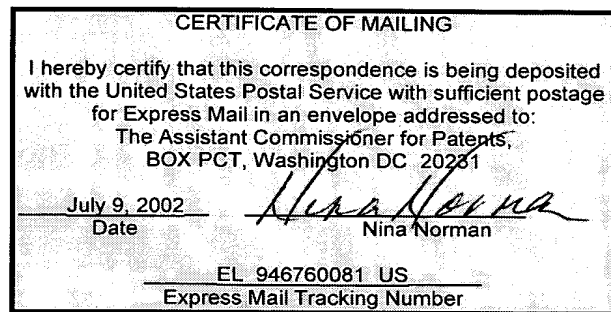 CERTIFICATE OF MAILING
I hereby certify that this correspondence is being deposited
with the United States Postal Service with sufficient postage
for Express Mail in an envelope addressed to:
The Assistant Commissioner for Patents,
BOX PCT, Washington DC 20231
July 9, 2002 Nina Norman
Date Nina Norman
EL 946760081 US
Express Mail Tracking Number